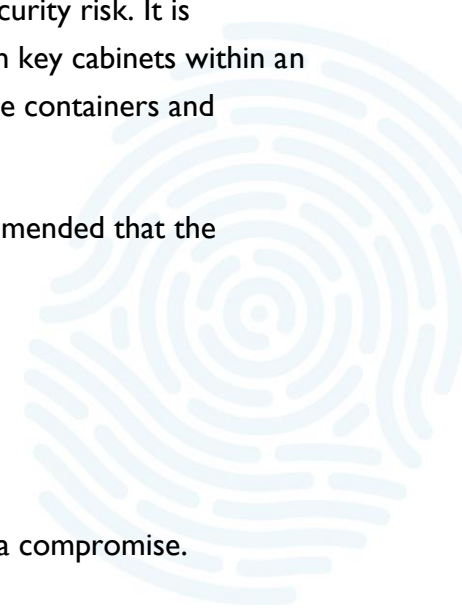 curity risk. It is
key cabinets within an
e containers and
mended that the
a compromise.